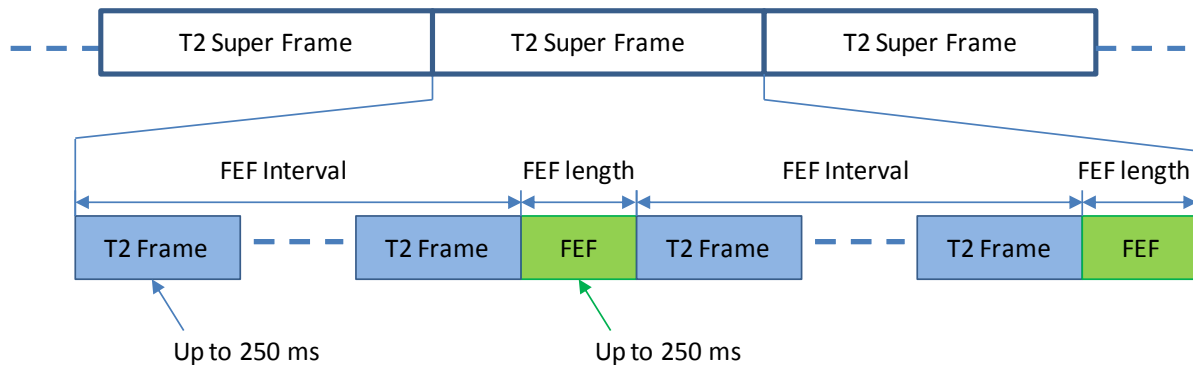 T2 Super Frame T2 Super Frame T2 Super Frame
FEF Interval FEF length FEF Interval FEF length
T2 Frame T2 Frame FEF T2 Frame T2 Frame FEF
Up to 250 ms Up to 250 ms